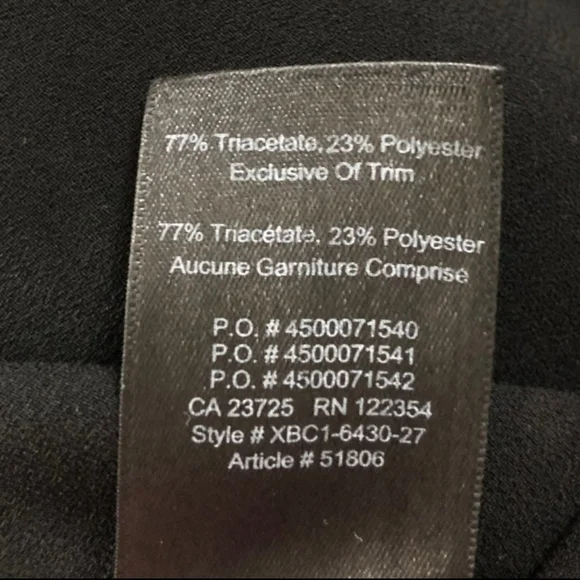 77% Triacetate, 23% Polyester
Exclusive Of Trim
77% Triacétate, 23% Polyester
Aucune Garniture Comprise
P.O. # 4500071540
P.O. # 4500071541
P.O. # 4500071542
CA 23725 RN 122354
Style # XBC1-6430-27
Article # 51806